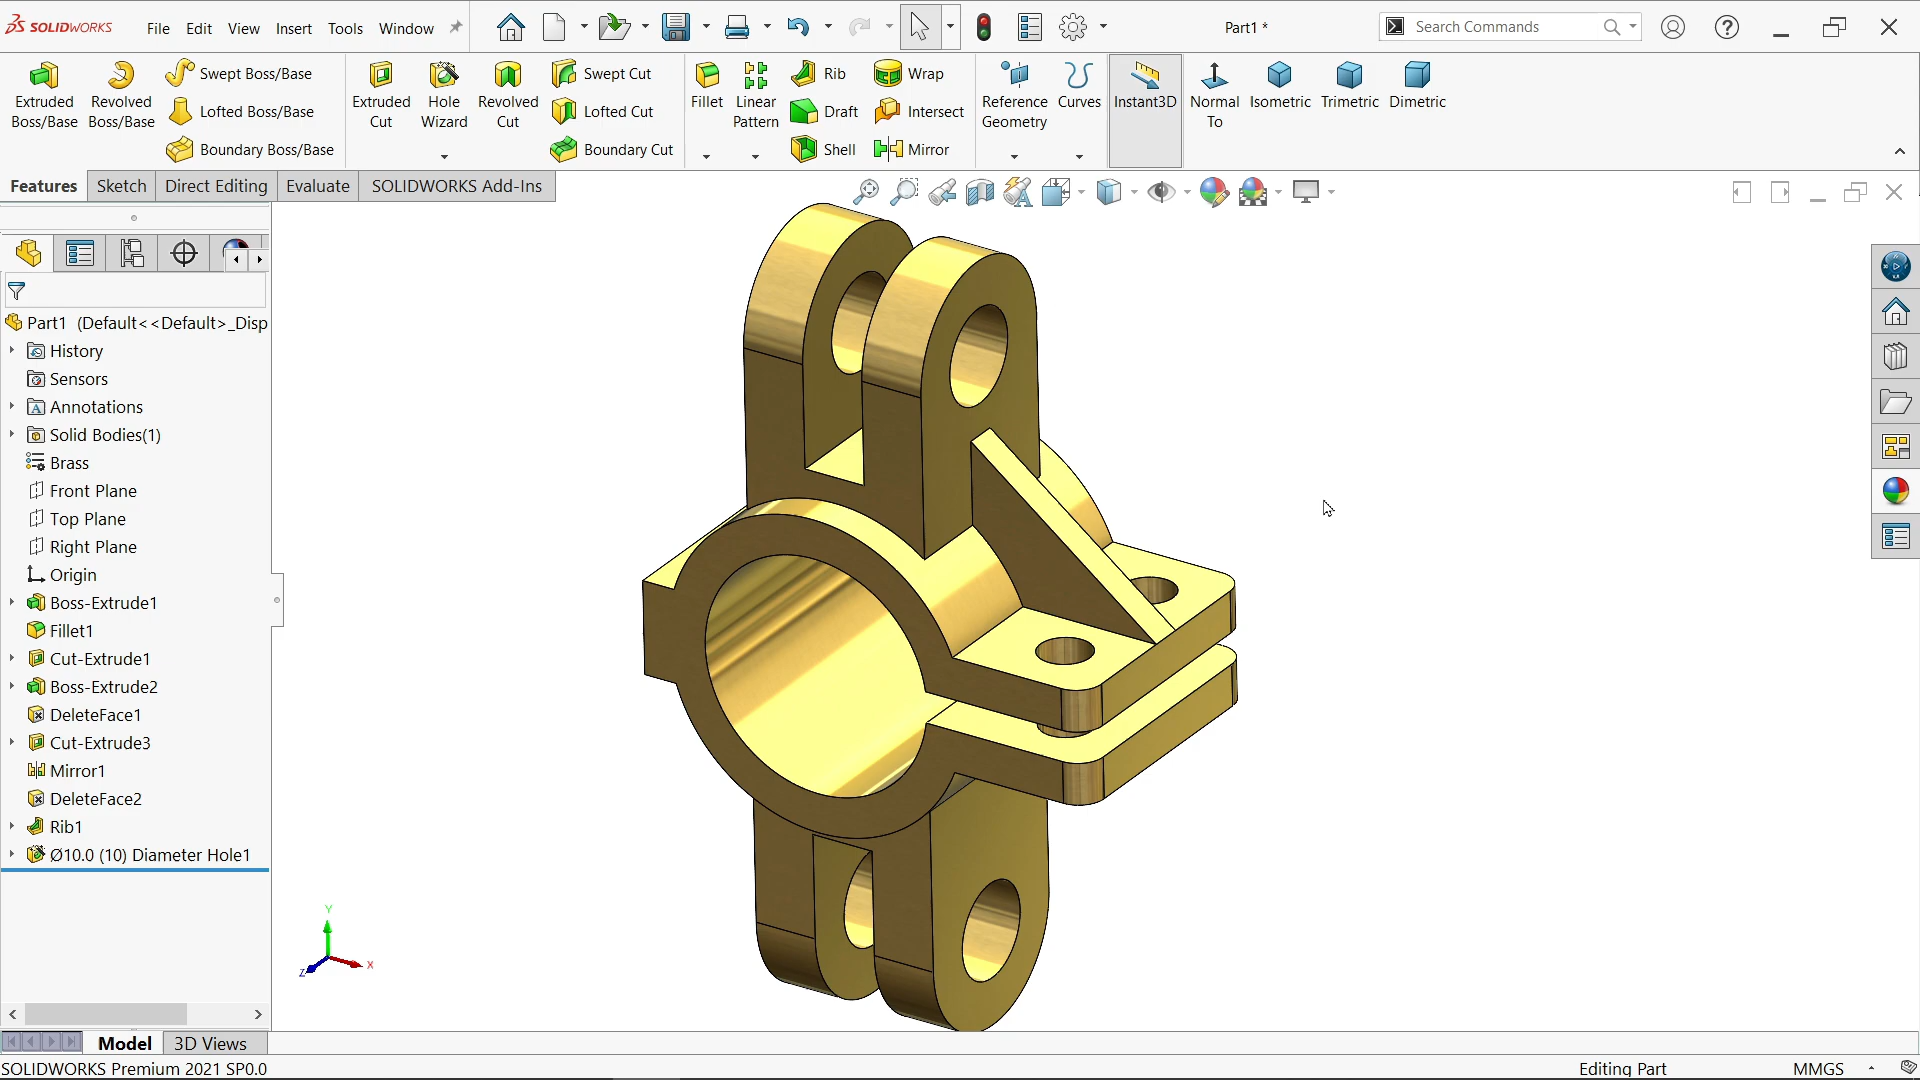 SOLIDWORKS
File Edit View Insert Tools Window
Part1 *
Search Commands
Extruded Boss/Base
Revolved Boss/Base
Swept Boss/Base
Lofted Boss/Base
Boundary Boss/Base
Extruded Cut
Hole Wizard
Revolved Cut
Swept Cut
Lofted Cut
Boundary Cut
Fillet
Linear Pattern
Rib
Draft
Shell
Wrap
Intersect
Mirror
Reference Geometry
Curves
Instant3D
Normal To
Isometric
Trimetric
Dimetric
Features Sketch Direct Editing Evaluate SOLIDWORKS Add-Ins
Part1 (Default<<Default>_Disp
History
Sensors
Annotations
Solid Bodies(1)
Brass
Front Plane
Top Plane
Right Plane
Origin
Boss-Extrude1
Fillet1
Cut-Extrude1
Boss-Extrude2
DeleteFace1
Cut-Extrude3
Mirror1
DeleteFace2
Rib1
Ø10.0 (10) Diameter Hole1
Y
X
Z
Model 3D Views
SOLIDWORKS Premium 2021 SP0.0
Editing Part
MMGS